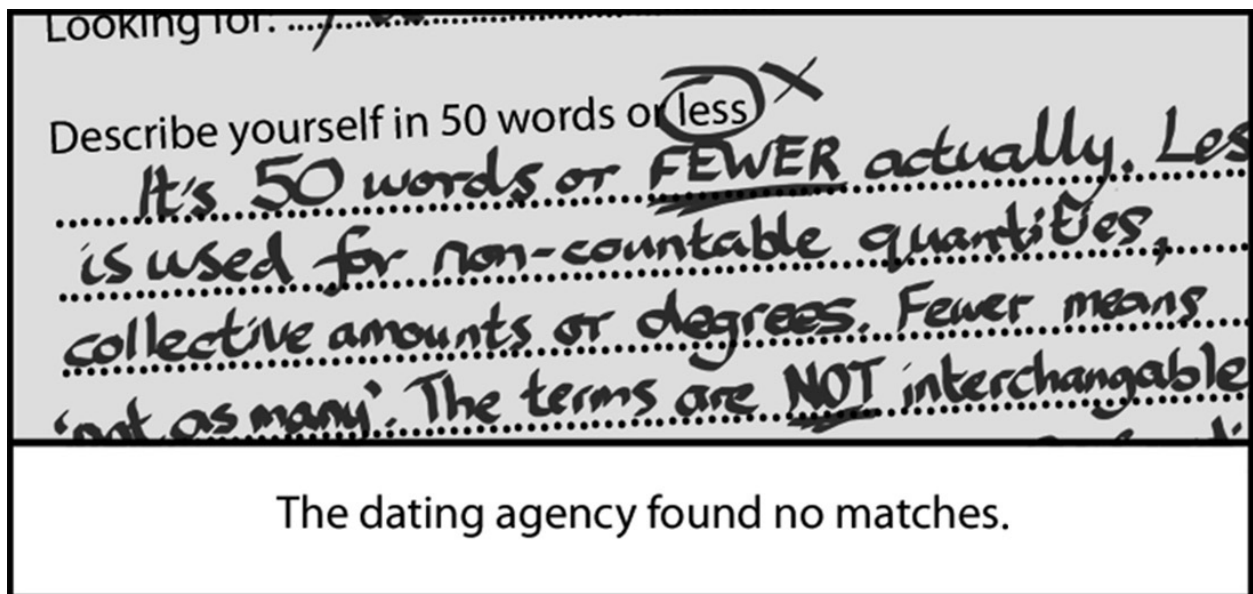 Looking for:
Describe yourself in 50 words or less X
It's 50 words or FEWER actually. Les
is used for non-countable quantities,
collective amounts or degrees. Fewer means
'not as many'. The terms are NOT interchangable
The dating agency found no matches.